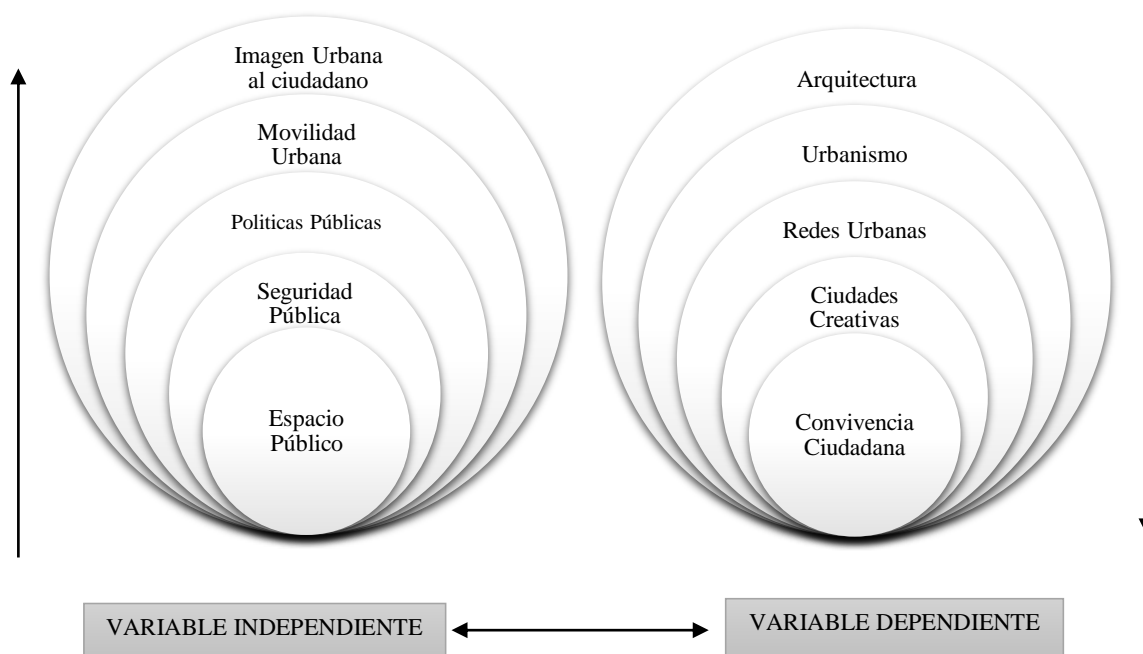 Imagen Urbana
al ciudadano
Movilidad
Urbana
Politicas Públicas
Seguridad
Pública
Espacio
Público
Arquitectura
Urbanismo
Redes Urbanas
Ciudades
Creativas
Convivencia
Ciudadana
VARIABLE INDEPENDIENTE
VARIABLE DEPENDIENTE